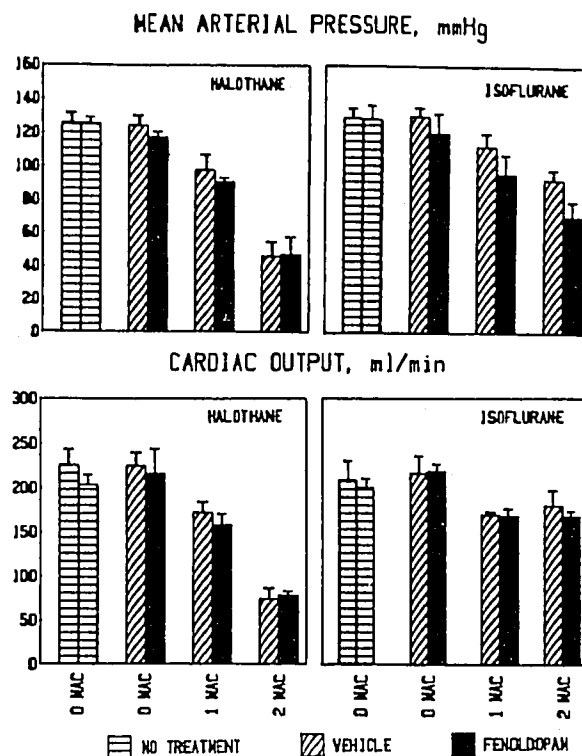 MEAN ARTERIAL PRESSURE, mmHg
160
140
120
100
80
60
40
20
0
HALOTHANE
ISOFLURANE
CARDIAC OUTPUT, ml/min
300
250
200
150
100
50
0
HALOTHANE
ISOFLURANE
0 MAC
0 MAC
1 MAC
2 MAC
0 MAC
0 MAC
1 MAC
2 MAC
NO TREATMENT
VEHICLE
FENOLDOPAM